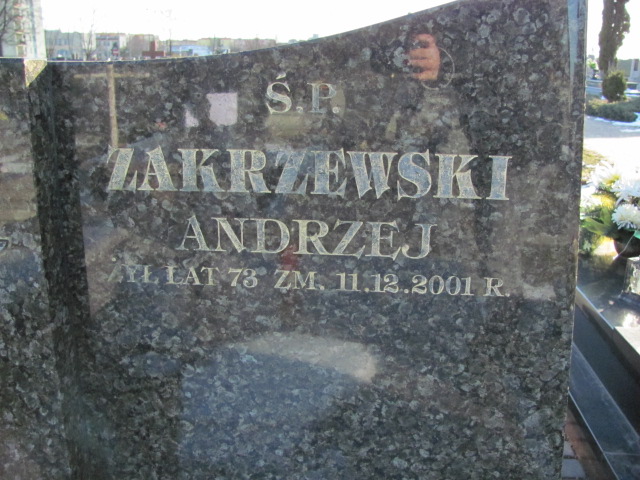 Ś.P.
ZAKRZEWSKI
ANDRZEJ
ŻYŁ LAT 73 ZM. 11.12.2001 R.